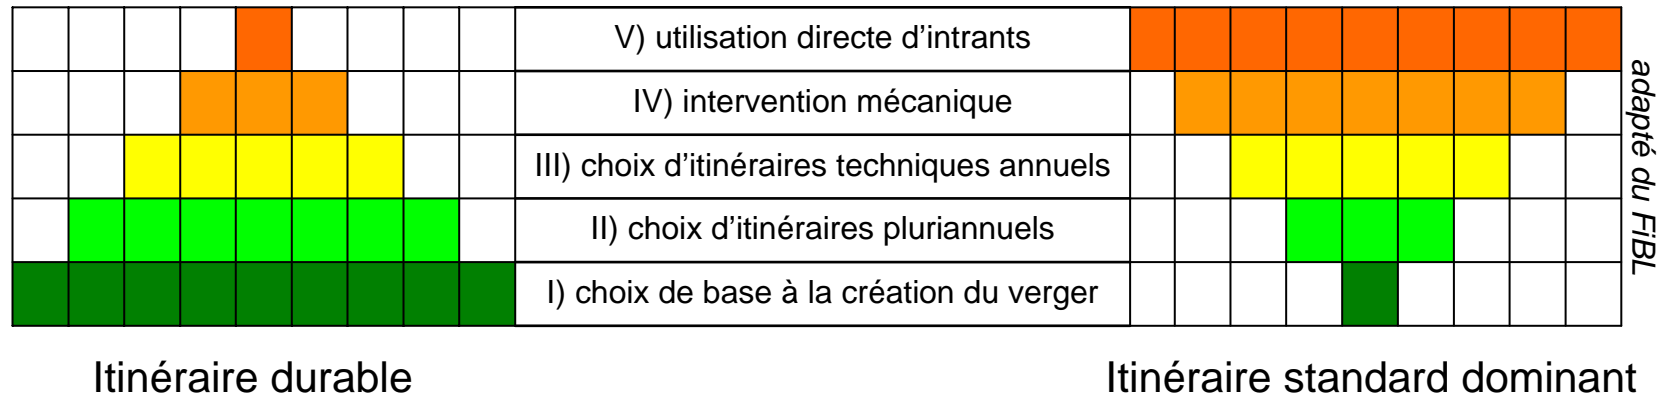 V) utilisation directe d'intrants
IV) intervention mécanique
III) choix d'itinéraires techniques annuels
II) choix d'itinéraires pluriannuels
I) choix de base à la création du verger
adapté du FiBL
Itinéraire durable
Itinéraire standard dominant